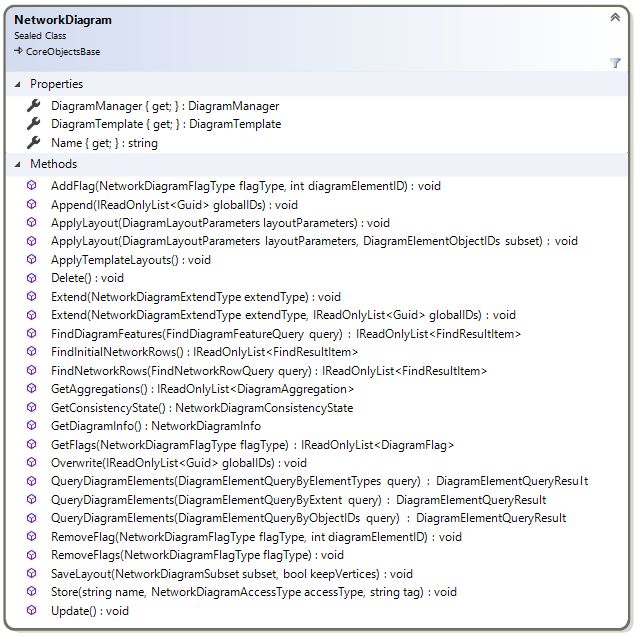 NetworkDiagram
Sealed Class
CoreObjectsBase
Properties
DiagramManager { get; } : DiagramManager
DiagramTemplate { get; } : DiagramTemplate
Name { get; } : string
Methods
AddFlag(NetworkDiagramFlagType flagType, int diagramElementID) : void
Append(IReadOnlyList<Guid> globalIDs) : void
ApplyLayout(DiagramLayoutParameters layoutParameters) : void
ApplyLayout(DiagramLayoutParameters layoutParameters, DiagramElementObjectIDs subset) : void
ApplyTemplateLayouts() : void
Delete() : void
Extend(NetworkDiagramExtendType extendType) : void
Extend(NetworkDiagramExtendType extendType, IReadOnlyList<Guid> globalIDs) : void
FindDiagramFeatures(FindDiagramFeatureQuery query) : IReadOnlyList<FindResultItem>
FindInitialNetworkRows() : IReadOnlyList<FindResultItem>
FindNetworkRows(FindNetworkRowQuery query) : IReadOnlyList<FindResultItem>
GetAggregations() : IReadOnlyList<DiagramAggregation>
GetConsistencyState() : NetworkDiagramConsistencyState
GetDiagramInfo() : NetworkDiagramInfo
GetFlags(NetworkDiagramFlagType flagType) : IReadOnlyList<DiagramFlag>
Overwrite(IReadOnlyList<Guid> globalIDs) : void
QueryDiagramElements(DiagramElementQueryByElementTypes query) : DiagramElementQueryResult
QueryDiagramElements(DiagramElementQueryByExtent query) : DiagramElementQueryResult
QueryDiagramElements(DiagramElementQueryByObjectIDs query) : DiagramElementQueryResult
RemoveFlag(NetworkDiagramFlagType flagType, int diagramElementID) : void
RemoveFlags(NetworkDiagramFlagType flagType) : void
SaveLayout(NetworkDiagramSubset subset, bool keepVertices) : void
Store(string name, NetworkDiagramAccessType accessType, string tag) : void
Update() : void